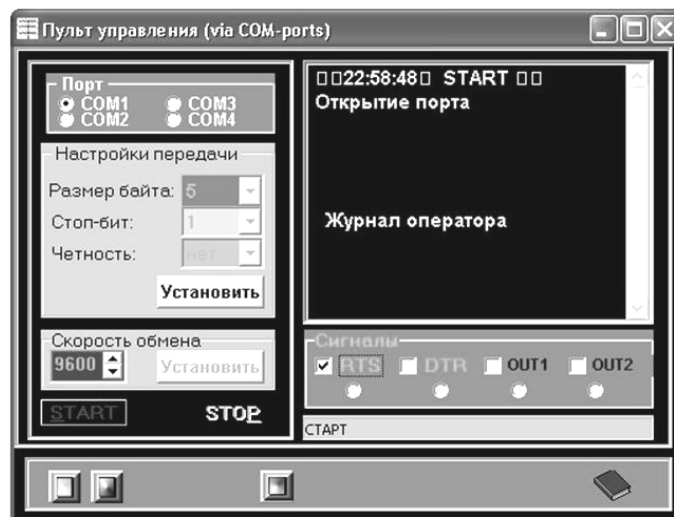 Пульт управления (via COM-ports)
Порт
COM1 COM3
COM2 COM4
Настройки передачи
Размер байта: 5
Стоп-бит: 1
Четность: нет
Установить
Скорость обмена
9600 Установить
START STOP
22:58:48 START
Открытие порта
Журнал оператора
Сигналы
RTS DTR OUT1 OUT2
СТАРТ